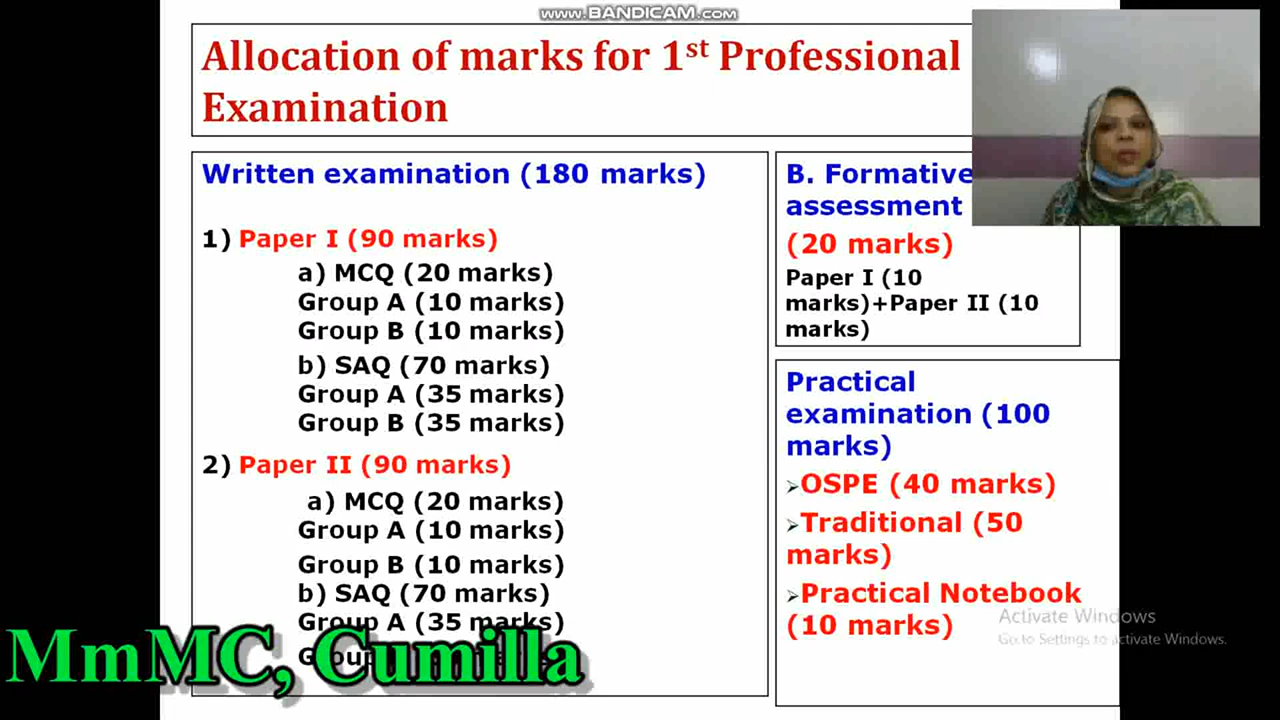 www.BANDICAM.com
Allocation of marks for 1st Professional
Examination
Written examination (180 marks)
1) Paper I (90 marks)
a) MCQ (20 marks)
Group A (10 marks)
Group B (10 marks)
b) SAQ (70 marks)
Group A (35 marks)
Group B (35 marks)
2) Paper II (90 marks)
a) MCQ (20 marks)
Group A (10 marks)
Group B (10 marks)
b) SAQ (70 marks)
Group A (35 marks)
B. Formative
assessment
(20 marks)
Paper I (10
marks)+Paper II (10
marks)
Practical
examination (100
marks)
➢OSPE (40 marks)
➢Traditional (50
marks)
➢Practical Notebook
(10 marks)
Activate Windows
Go to Settings to activate Windows.
MmMC, Cumilla